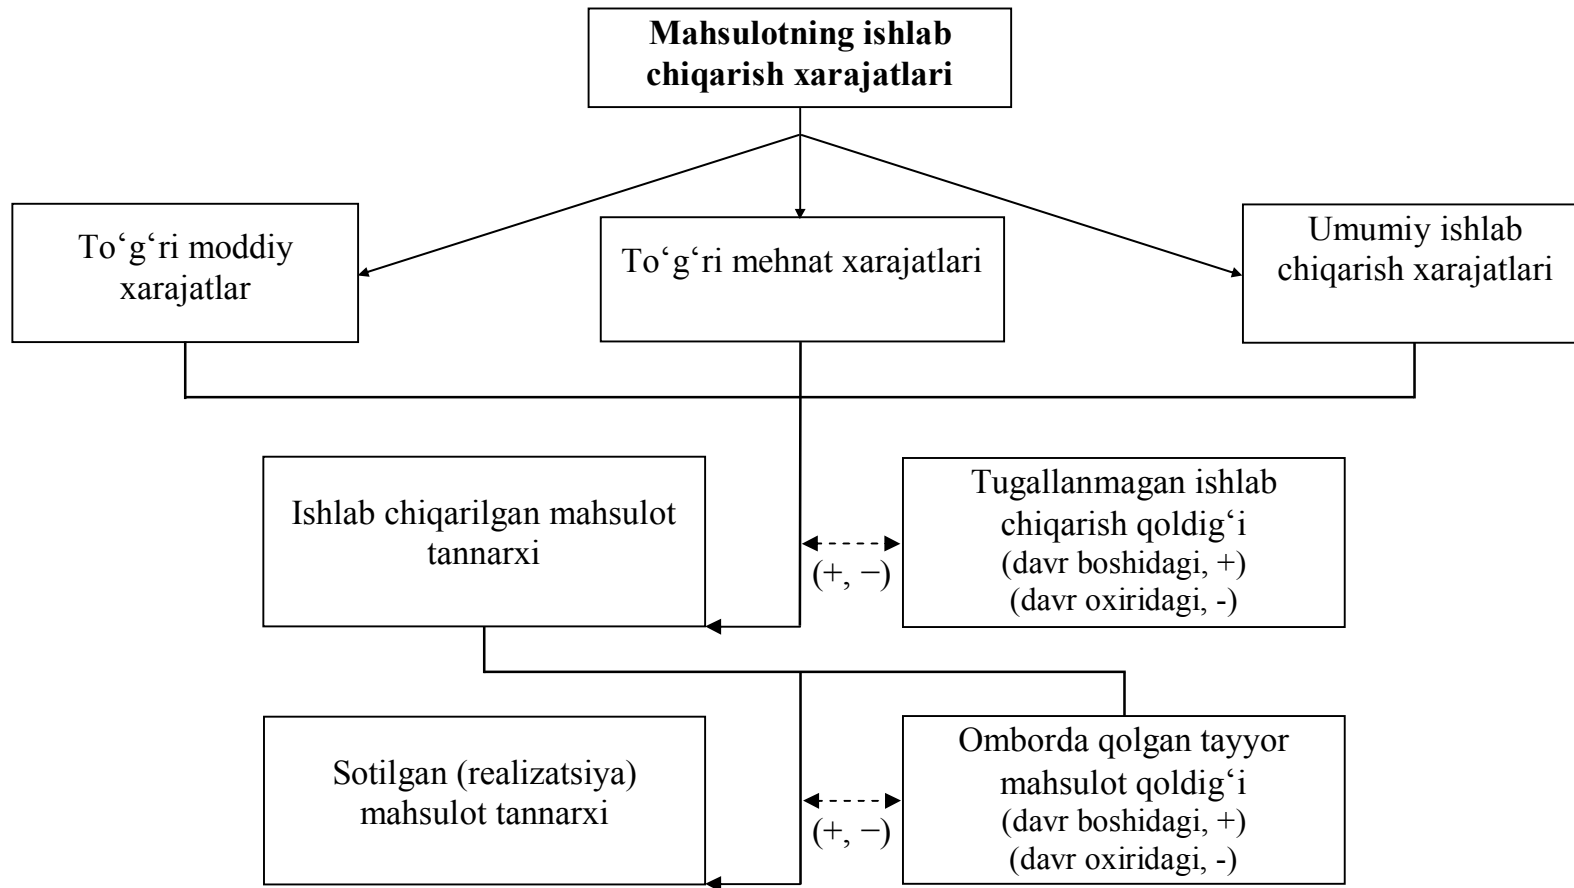 Mahsulotning ishlab
chiqarish xarajatlari
To‘g‘ri moddiy
xarajatlar
To‘g‘ri mehnat xarajatlari
Umumiy ishlab
chiqarish xarajatlari
Ishlab chiqarilgan mahsulot
tannarxi
(+, −)
Tugallanmagan ishlab
chiqarish qoldig‘i
(davr boshidagi, +)
(davr oxiridagi, -)
Sotilgan (realizatsiya)
mahsulot tannarxi
(+, −)
Omborda qolgan tayyor
mahsulot qoldig‘i
(davr boshidagi, +)
(davr oxiridagi, -)